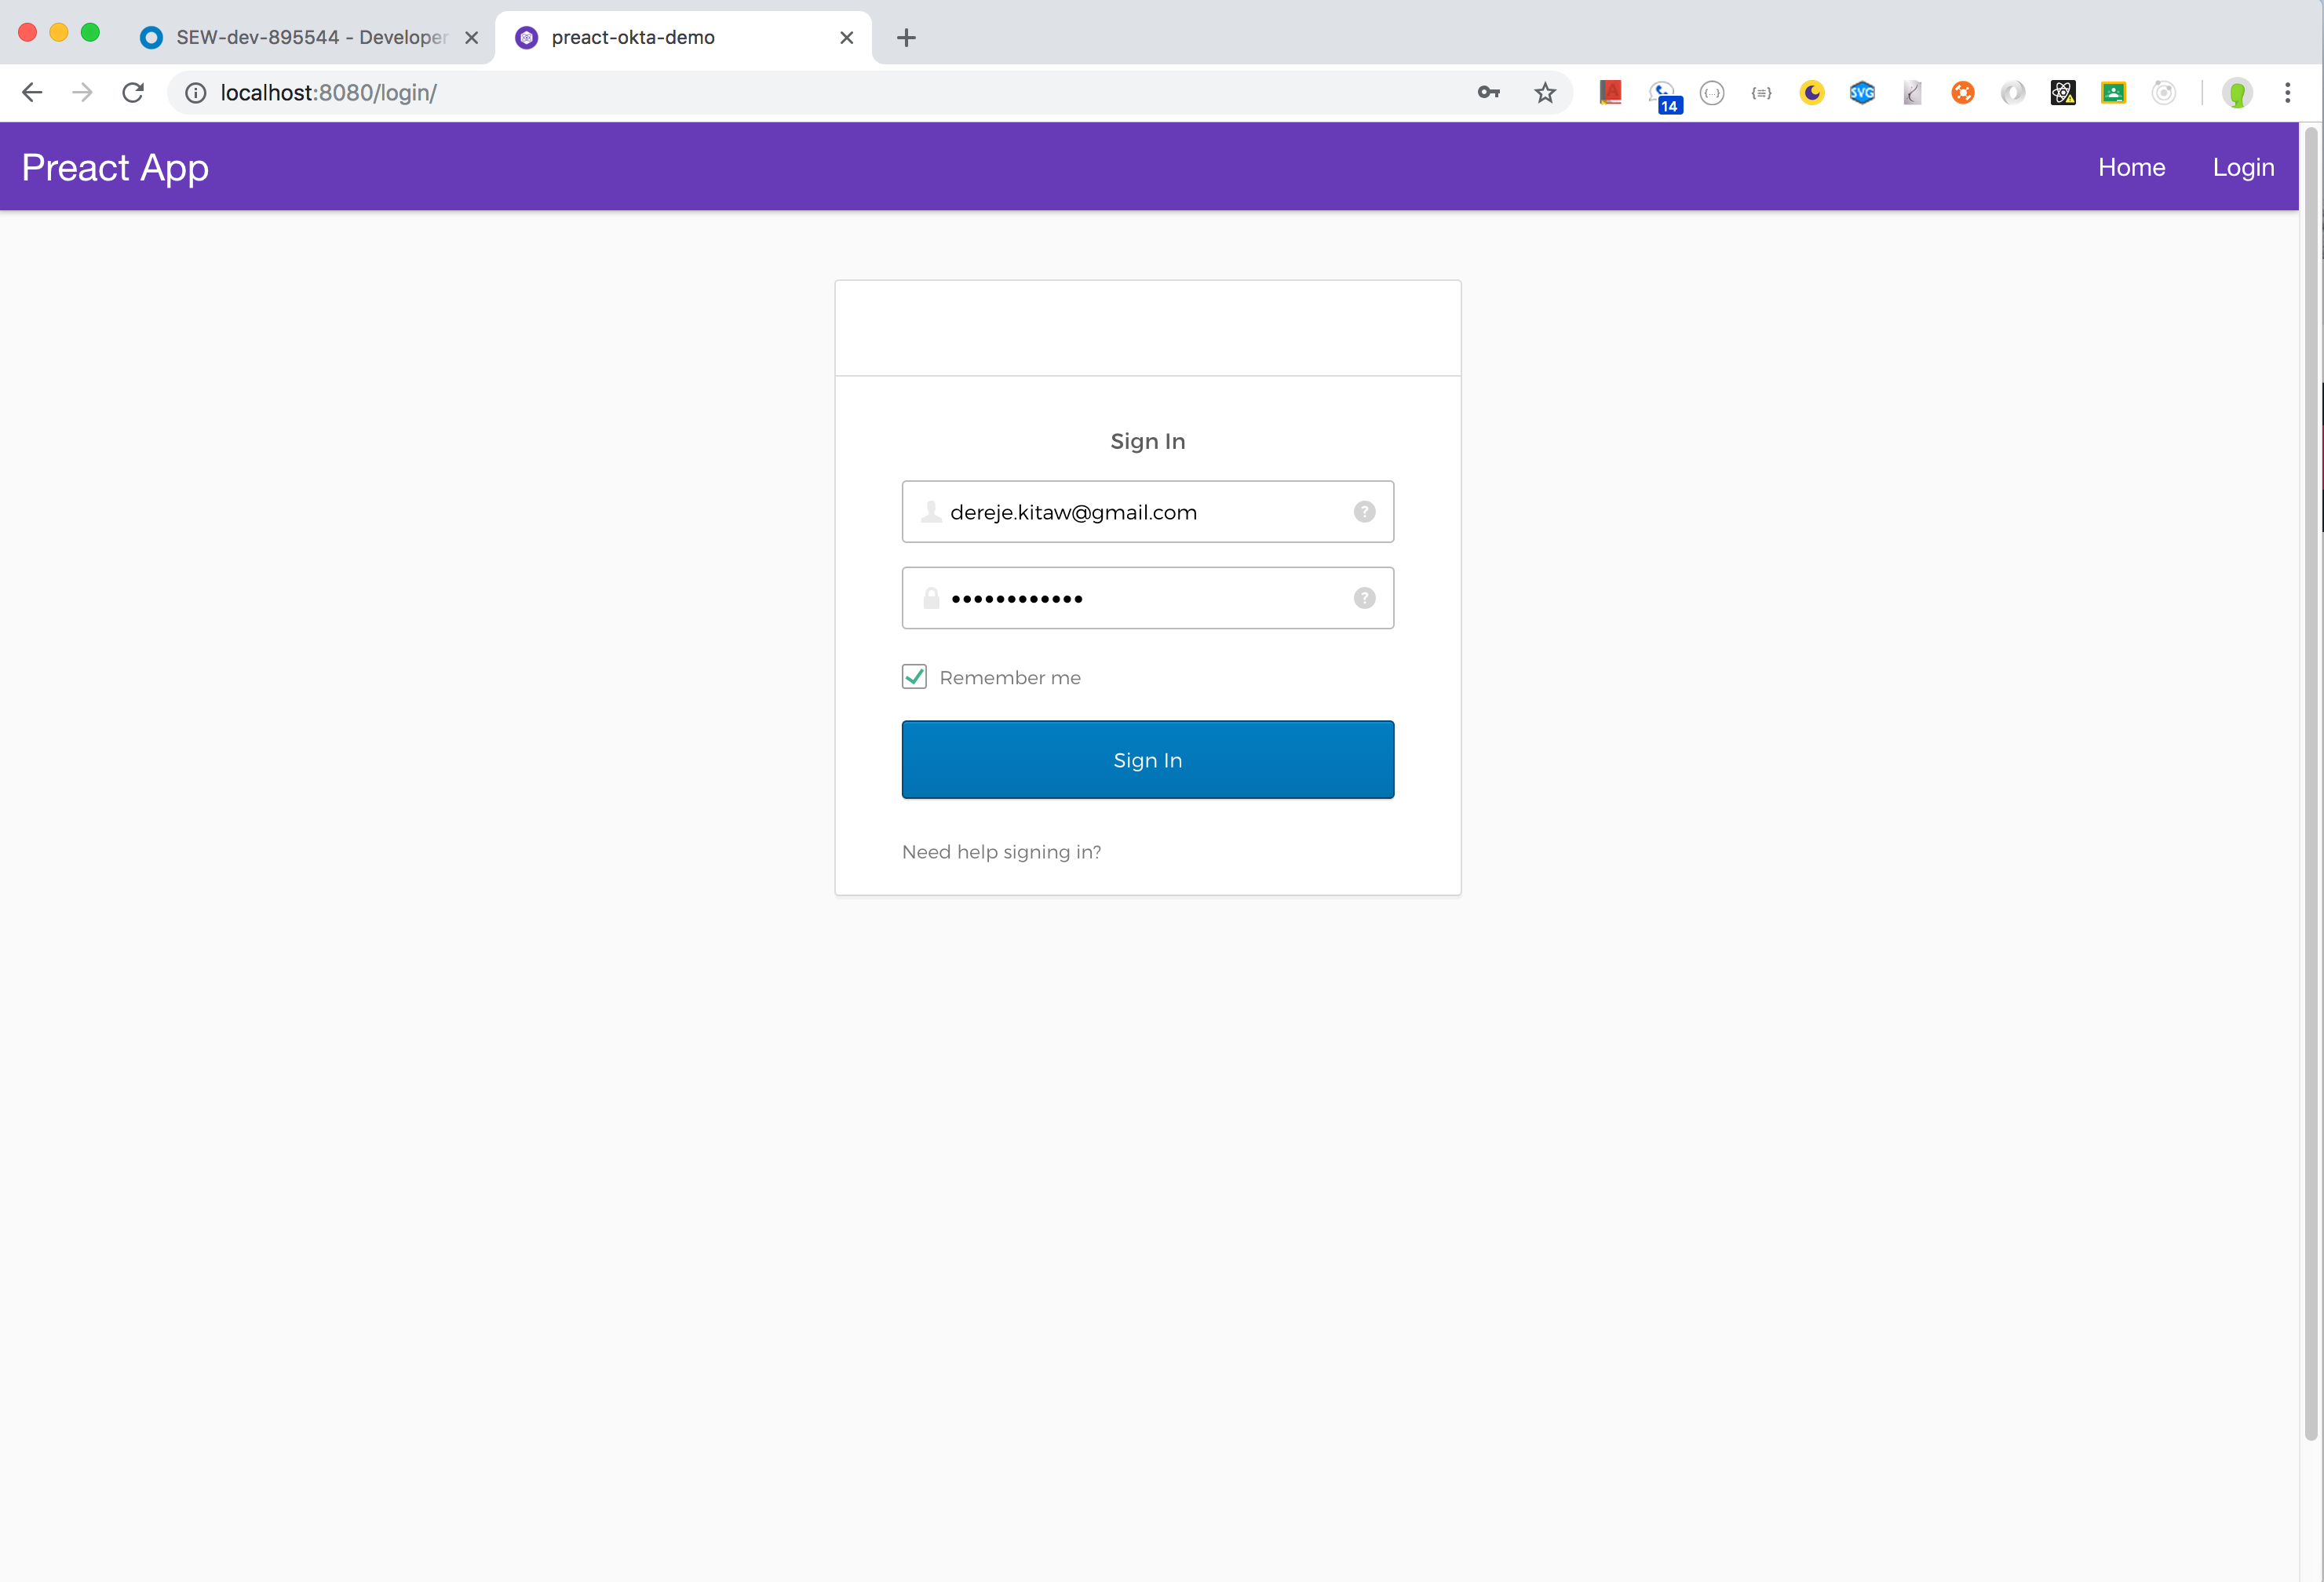 SEW-dev-895544 - Developer
preact-okta-demo
localhost:8080/login/
14
SVG
Preact App
Home
Login
Sign In
dereje.kitaw@gmail.com
••••••••••••
Remember me
Sign In
Need help signing in?